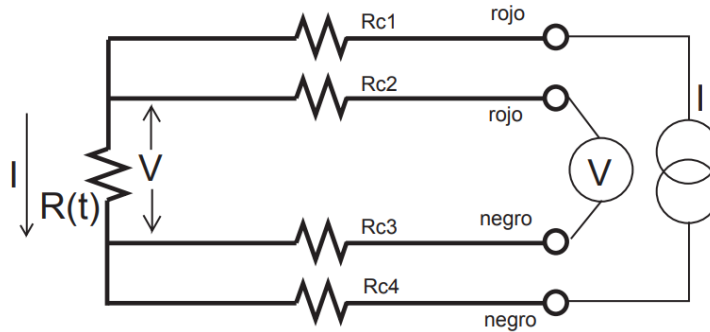 Rc1
rojo
Rc2
rojo
I
I
V
V
R(t)
Rc3
negro
Rc4
negro